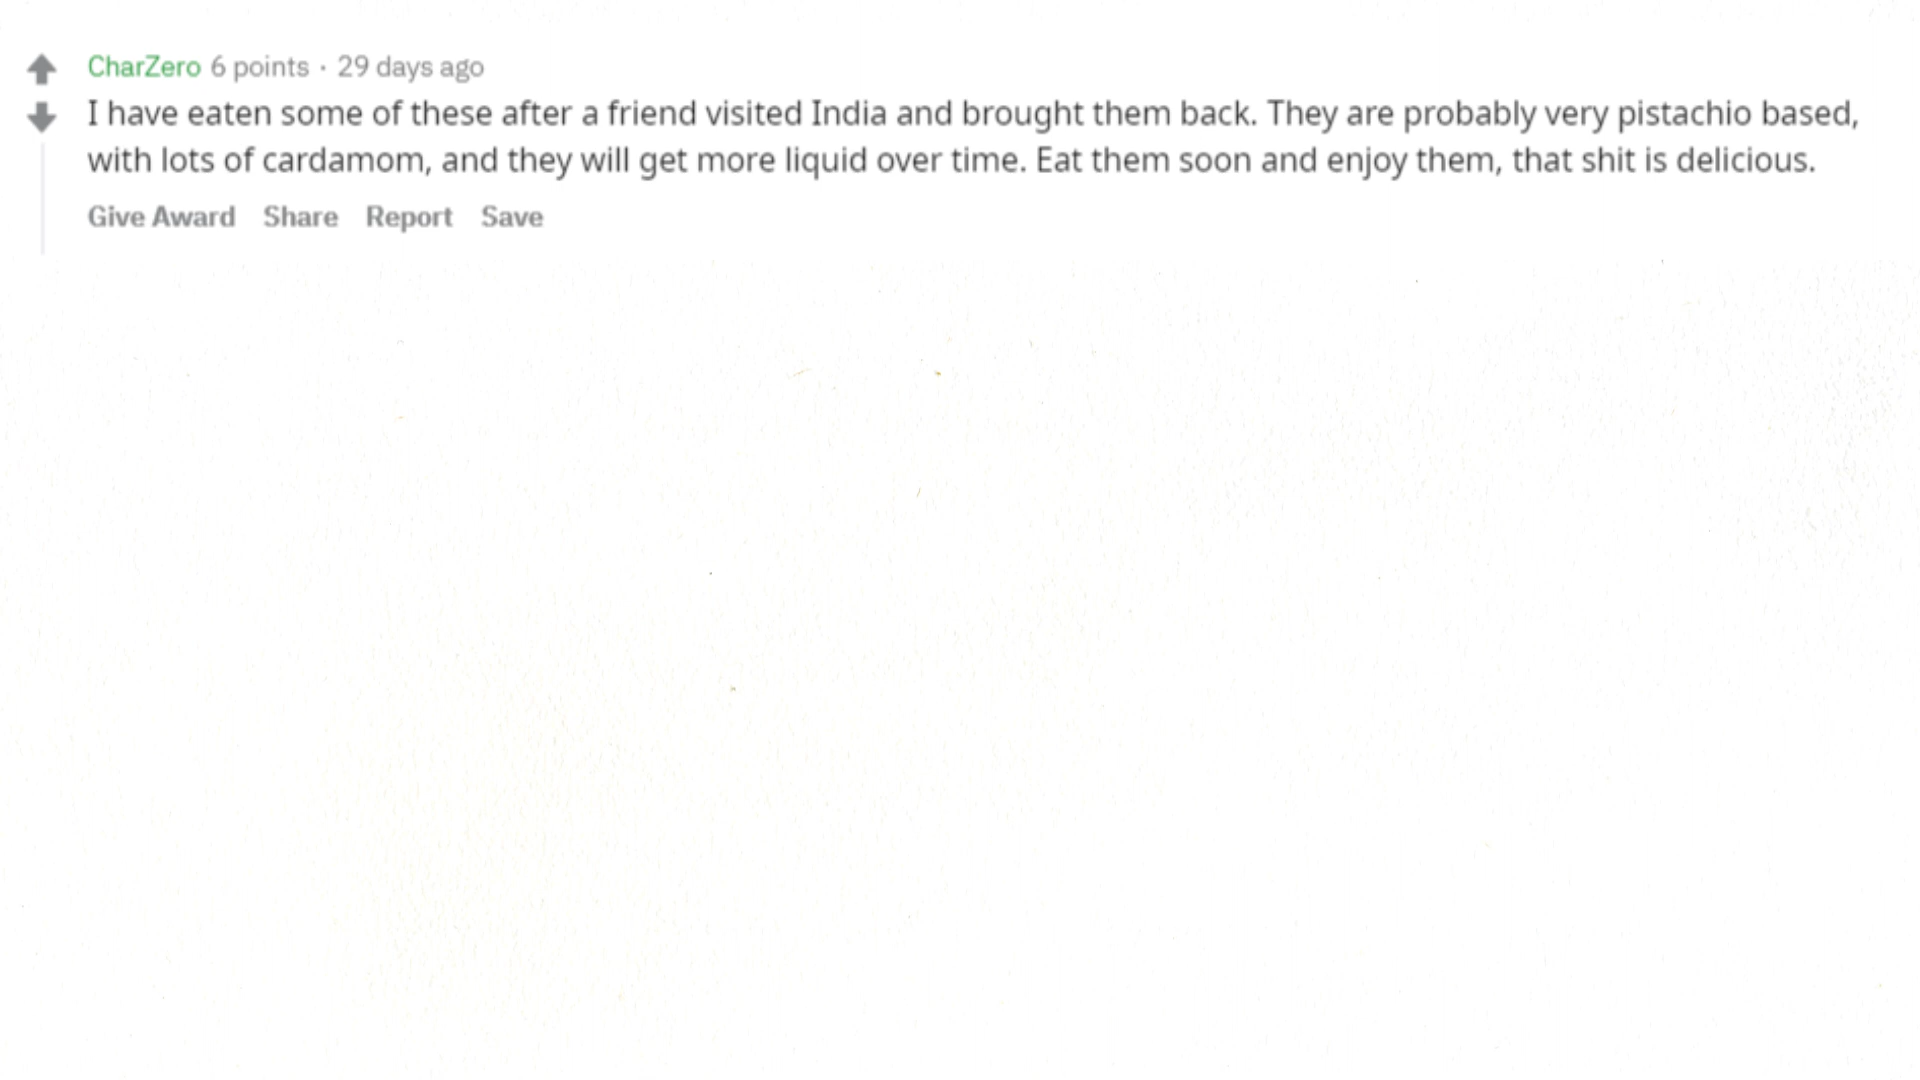 CharZero 6 points · 29 days ago
I have eaten some of these after a friend visited India and brought them back. They are probably very pistachio based,
with lots of cardamom, and they will get more liquid over time. Eat them soon and enjoy them, that shit is delicious.
Give Award Share Report Save